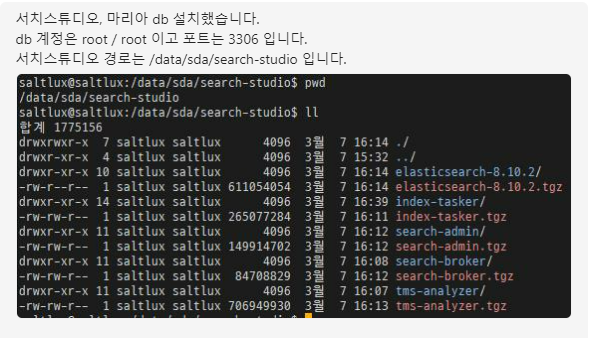 서치스튜디오, 마리아 db 설치했습니다.
db 계정은 root / root 이고 포트는 3306 입니다.
서치스튜디오 경로는 /data/sda/search-studio 입니다.
saltlux@saltlux:/data/sda/search-studio$ pwd
/data/sda/search-studio
saltlux@saltlux:/data/sda/search-studio$ ll
합계 1775156
drwxrwxr-x 7 saltlux saltlux 4096 3월 7 16:14 ./
drwxr-xr-x 4 saltlux saltlux 4096 3월 7 15:32 ../
drwxr-xr-x 10 saltlux saltlux 4096 3월 7 16:14 elasticsearch-8.10.2/
-rw-r--r-- 1 saltlux saltlux 611054054 3월 7 16:14 elasticsearch-8.10.2.tgz
drwxr-xr-x 14 saltlux saltlux 4096 3월 7 16:39 index-tasker/
-rw-rw-r-- 1 saltlux saltlux 265077284 3월 7 16:11 index-tasker.tgz
drwxr-xr-x 11 saltlux saltlux 4096 3월 7 16:12 search-admin/
-rw-rw-r-- 1 saltlux saltlux 149914702 3월 7 16:12 search-admin.tgz
drwxr-xr-x 11 saltlux saltlux 4096 3월 7 16:08 search-broker/
-rw-rw-r-- 1 saltlux saltlux 84708829 3월 7 16:12 search-broker.tgz
drwxr-xr-x 11 saltlux saltlux 4096 3월 7 16:07 tms-analyzer/
-rw-rw-r-- 1 saltlux saltlux 706949930 3월 7 16:13 tms-analyzer.tgz
saltlux@saltlux:/data/sda/search-studio$